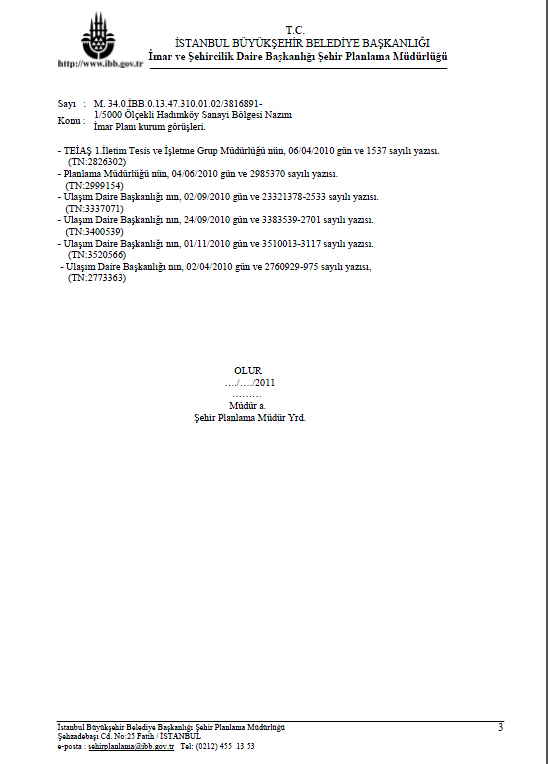 T.C.
İSTANBUL BÜYÜKŞEHİR BELEDİYE BAŞKANLIĞI
İmar ve Şehircilik Daire Başkanlığı Şehir Planlama Müdürlüğü
http://www.ibb.gov.tr
Sayı : M. 34.0.İBB.0.13.47.310.01.02/3816891-
Konu : 1/5000 Ölçekli Hadımköy Sanayi Bölgesi Nazım
İmar Planı kurum görüşleri.
- TEİAŞ 1.İletim Tesis ve İşletme Grup Müdürlüğü nün, 06/04/2010 gün ve 1537 sayılı yazısı.
(TN:2826302)
- Planlama Müdürlüğü nün, 04/06/2010 gün ve 2985370 sayılı yazısı.
(TN:2999154)
- Ulaşım Daire Başkanlığı nın, 02/09/2010 gün ve 23321378-2533 sayılı yazısı.
(TN:3337071)
- Ulaşım Daire Başkanlığı nın, 24/09/2010 gün ve 3383539-2701 sayılı yazısı.
(TN:3400539)
- Ulaşım Daire Başkanlığı nın, 01/11/2010 gün ve 3510013-3117 sayılı yazısı.
(TN:3520566)
- Ulaşım Daire Başkanlığı nın, 02/04/2010 gün ve 2760929-975 sayılı yazısı,
(TN:2773363)
OLUR
…./…./2011
………
Müdür a.
Şehir Planlama Müdür Yrd.
İstanbul Büyükşehir Belediye Başkanlığı Şehir Planlama Müdürlüğü
Şehzadebaşı Cd. No:25 Fatih / İSTANBUL
e-posta : sehirplanlama@ibb.gov.tr Tel: (0212) 455 13 53
3